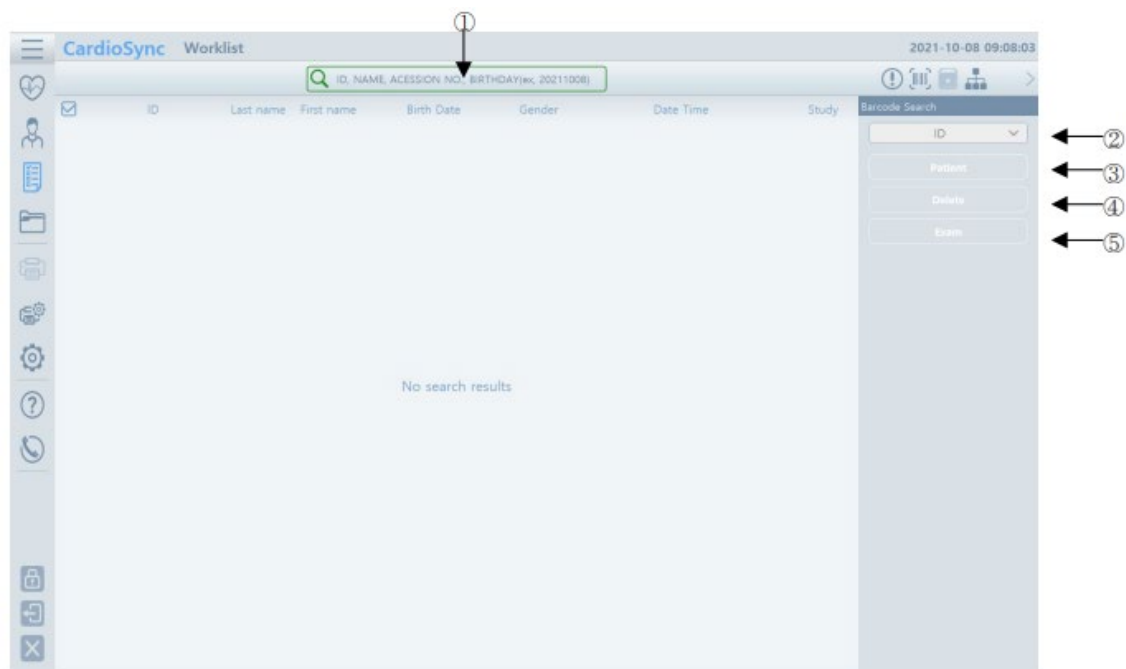 ①
CardioSync Worklist 2021-10-08 09:08:03
ID, NAME, ACESSION NO., BIRTHDAY(ex, 20211008)
ID Last name First name Birth Date Gender Date Time Study
Barcode Search
ID ②
Patient ③
Delete ④
Exam ⑤
No search results